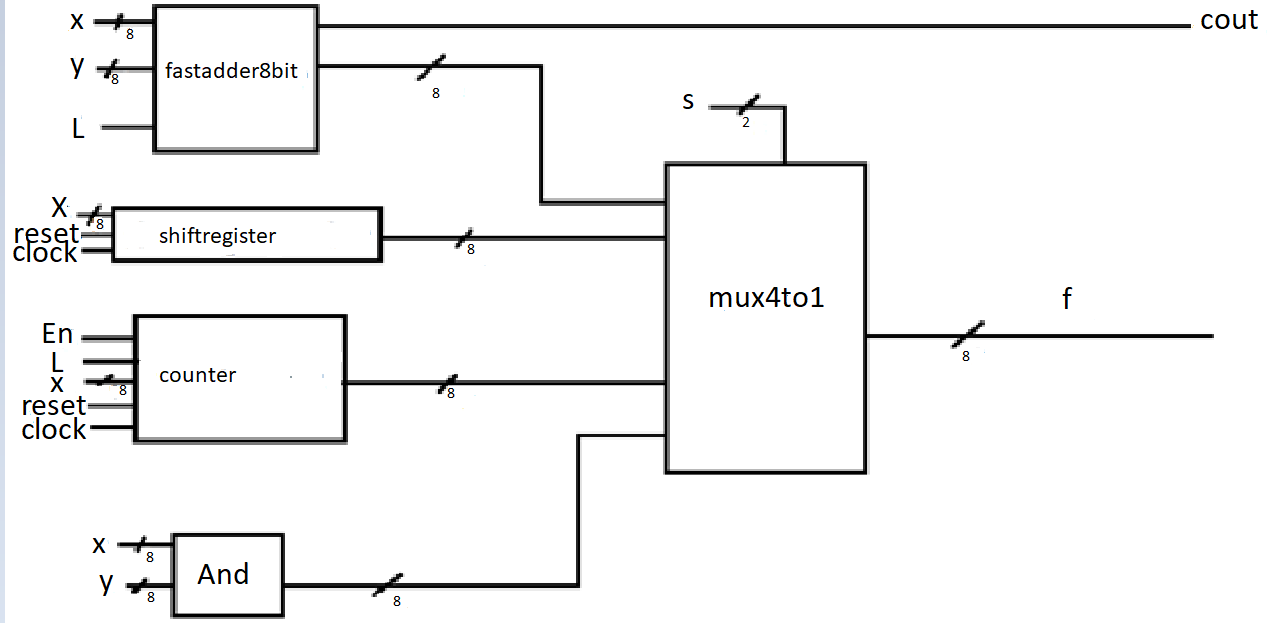 x
8
cout
y
8
fastadder8bit
8
L
s
2
X
8
reset
shiftregister
clock
8
mux4to1
f
8
En
L
x
8
counter
8
reset
clock
x
8
And
y
8
8